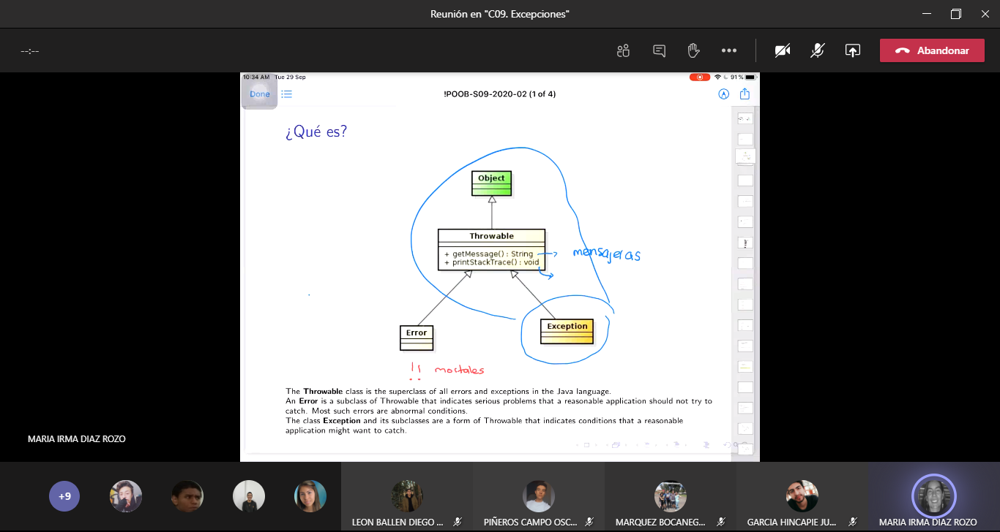 Reunión en "C09. Excepciones"
--:--
Abandonar
10:34 AM Tue 29 Sep
91 %
Done
!POOB-S09-2020-02 (1 of 4)
¿Qué es?
Object
Throwable
+ getMessage() : String
+ printStackTrace() : void
mensajeras
Error
Exception
!! mortales
The Throwable class is the superclass of all errors and exceptions in the Java language.
An Error is a subclass of Throwable that indicates serious problems that a reasonable application should not try to
catch. Most such errors are abnormal conditions.
The class Exception and its subclasses are a form of Throwable that indicates conditions that a reasonable
application might want to catch.
MARIA IRMA DIAZ ROZO
+9
LEON BALLEN DIEGO ...
PIÑEROS CAMPO OSC...
MARQUEZ BOCANEG...
GARCIA HINCAPIE JU...
MARIA IRMA DIAZ ROZO